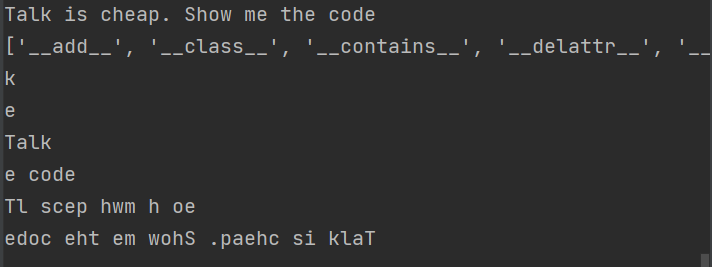 Talk is cheap. Show me the code
['__add__', '__class__', '__contains__', '__delattr__', '__
k
e
Talk
e code
Tl scep hwm h oe
edoc eht em wohS .paehc si klaT